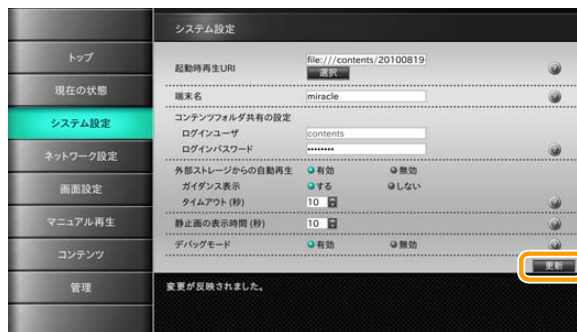 システム設定
トップ
現在の状態
システム設定
ネットワーク設定
画面設定
マニュアル再生
コンテンツ
管理
起動時再生URI
file:///contents/20100819-
選択
端末名
miracle
コンテンツフォルダ共有の設定
ログインユーザ
contents
ログインパスワード
••••••••
外部ストレージからの自動再生
有効 無効
ガイダンス表示
する しない
タイムアウト (秒)
10
静止画の表示時間 (秒)
10
デバッグモード
有効 無効
更新
変更が反映されました。